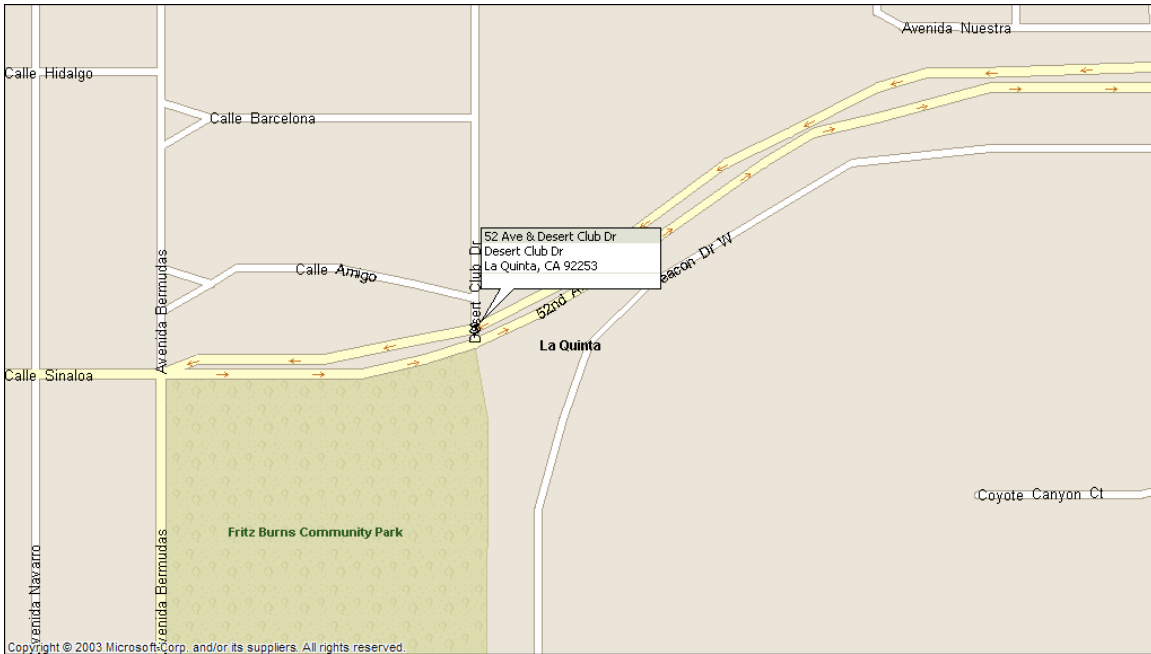 Avenida Nuestra
Calle Hidalgo
Calle Barcelona
52 Ave & Desert Club Dr
Desert Club Dr
La Quinta, CA 92253
Desert Club Dr
Avenida Bermudas
Calle Amigo
eacon Dr W
52nd A
La Quinta
Calle Sinaloa
Coyote Canyon Ct
Fritz Burns Community Park
venida Navarro
venida Bermudas
Copyright © 2003 Microsoft Corp. and/or its suppliers. All rights reserved.